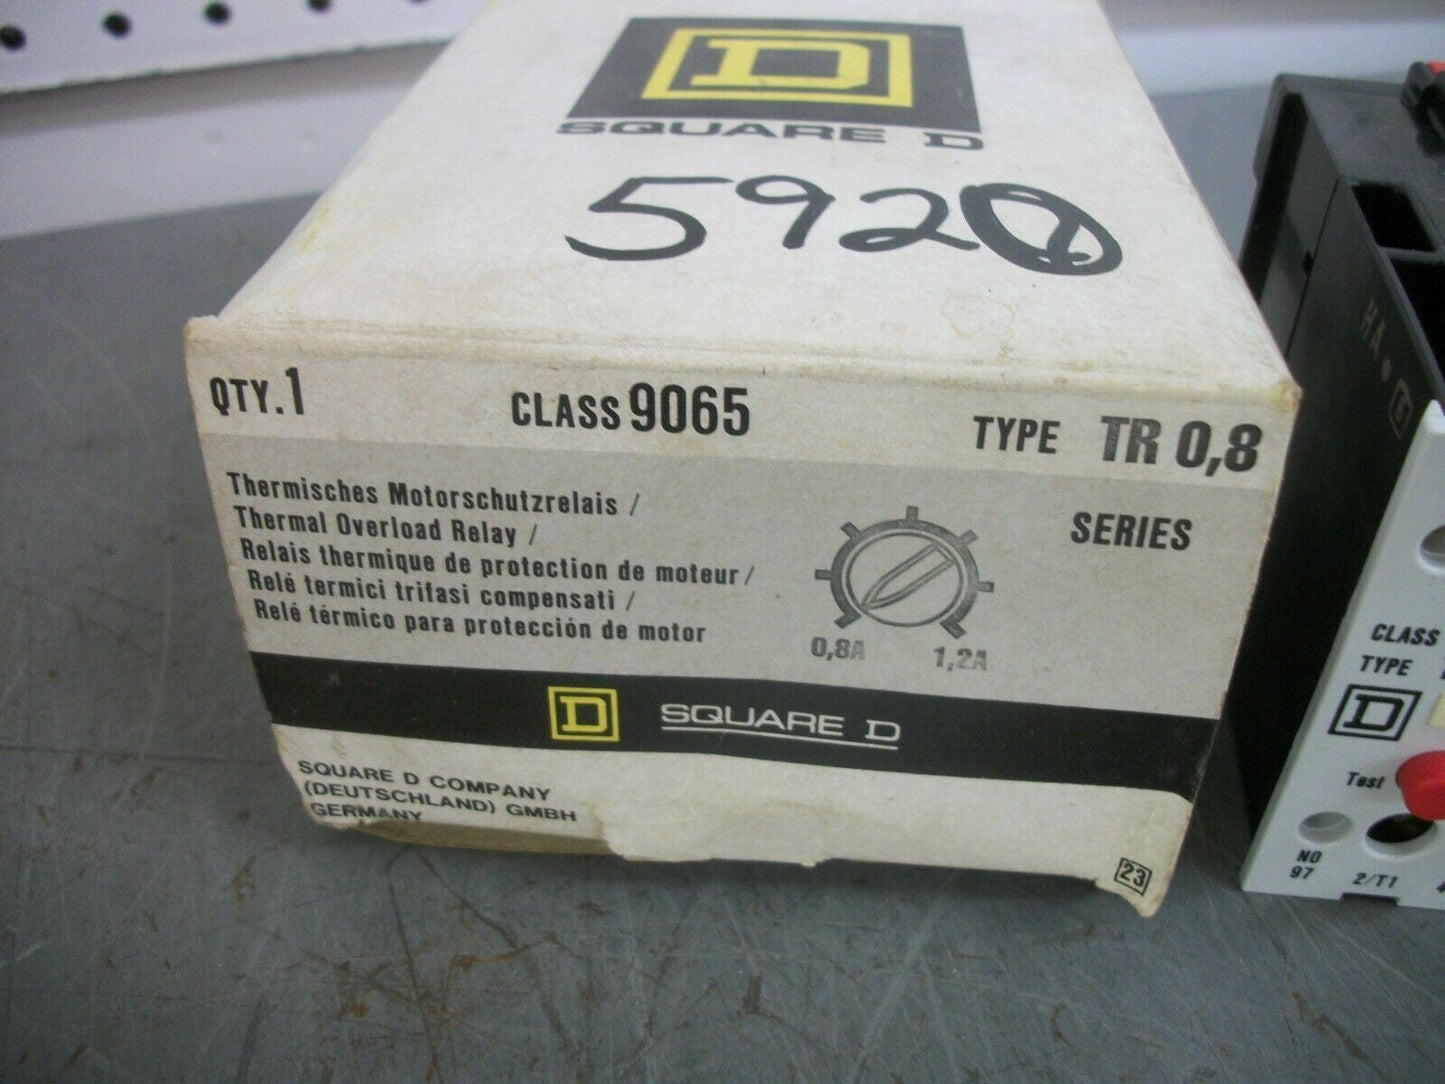 D
SQUARE D
592
QTY.1 CLASS 9065 TYPE TR 0,8
Thermisches Motorschutzrelais /
Thermal Overload Relay /
Relais thermique de protection de moteur/
Relé termici trifasi compensati /
Relé térmico para protección de motor
SERIES
0,8A 1,2A
D SQUARE D
SQUARE D COMPANY
(DEUTSCHLAND) GMBH
GERMANY
23
HA
CLASS
TYPE
D
Test
NO
97 2/T1